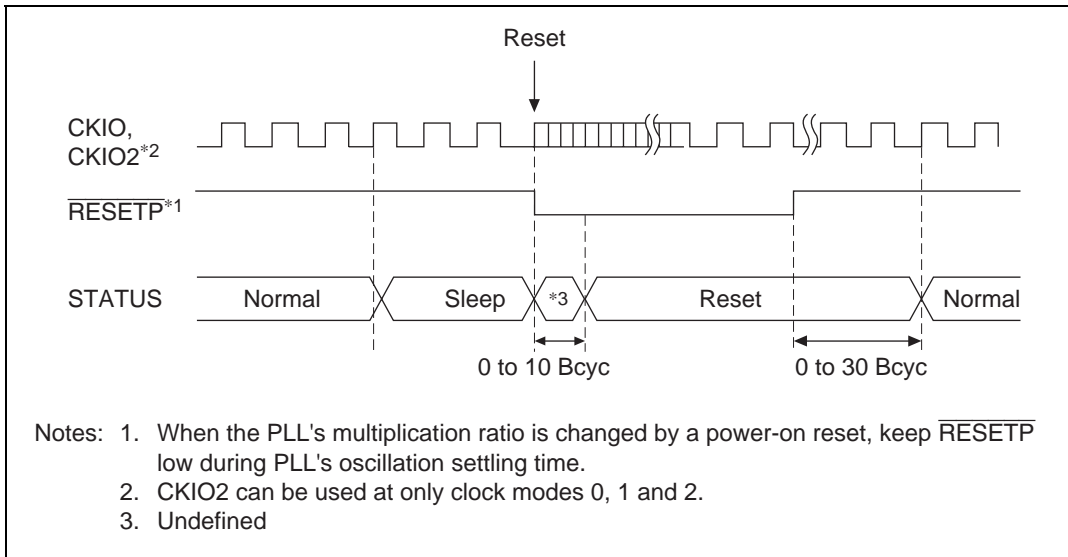 Reset
CKIO,
CKIO2*2
RESETP*1
STATUS Normal Sleep *3 Reset Normal
0 to 10 Bcyc 0 to 30 Bcyc
Notes: 1. When the PLL's multiplication ratio is changed by a power-on reset, keep RESETP
low during PLL's oscillation settling time.
2. CKIO2 can be used at only clock modes 0, 1 and 2.
3. Undefined